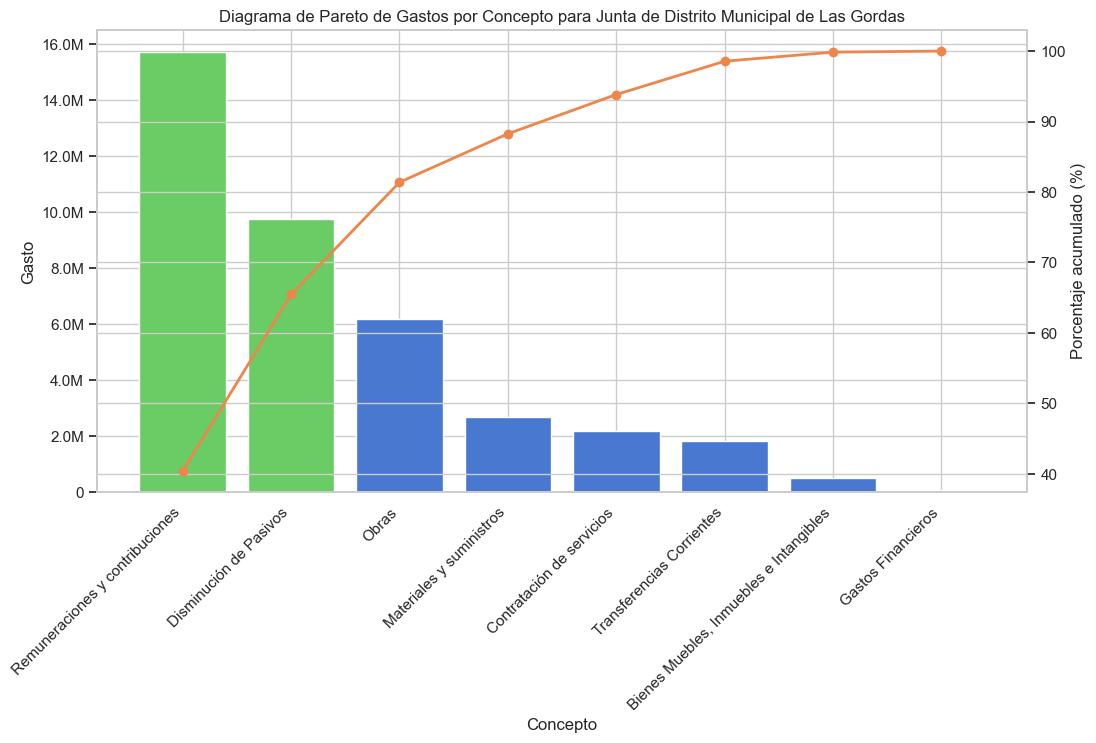 Diagrama de Pareto de Gastos por Concepto para Junta de Distrito Municipal de Las Gordas
16.0M
14.0M
12.0M
10.0M
8.0M
6.0M
4.0M
2.0M
0
Gasto
100
90
80
70
60
50
40
Porcentaje acumulado (%)
Remuneraciones y contribuciones
Disminución de Pasivos
Obras
Materiales y suministros
Contratación de servicios
Transferencias Corrientes
Bienes Muebles, Inmuebles e Intangibles
Gastos Financieros
Concepto